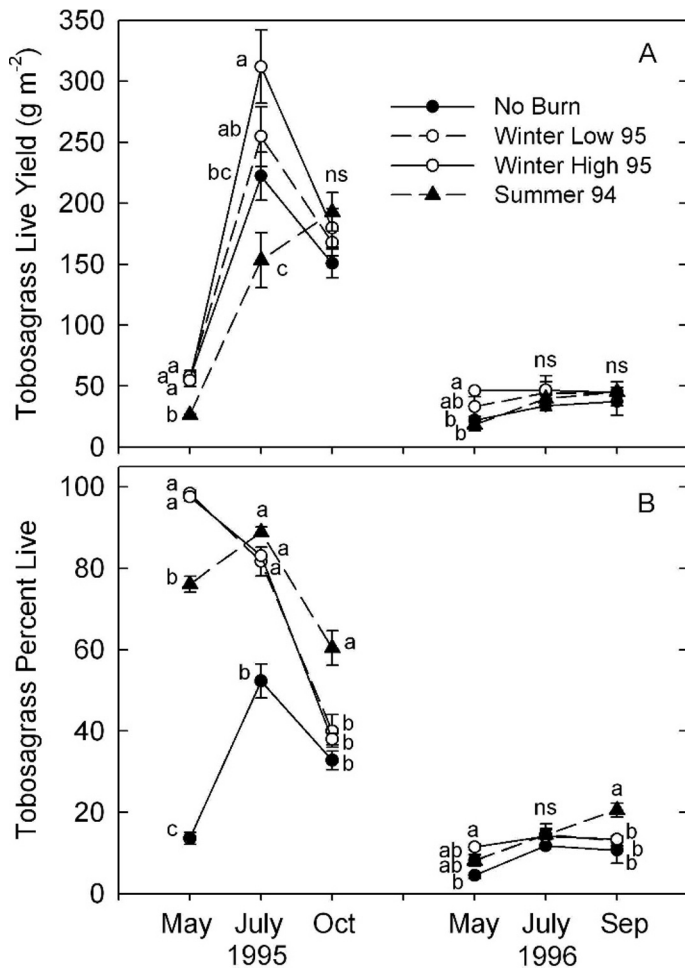 Tobosagrass Live Yield (g m⁻²)
350
300
250
200
150
100
50
0
A
No Burn
Winter Low 95
Winter High 95
Summer 94
a
ab
bc
ns
c
a
a
a
b
a
ab
b
b
ns
ns
Tobosagrass Percent Live
100
80
60
40
20
0
B
a
a
b
c
a
a
a
b
a
b
b
b
a
ab
ab
b
ns
a
b
b
b
May July Oct May July Sep
1995 1996